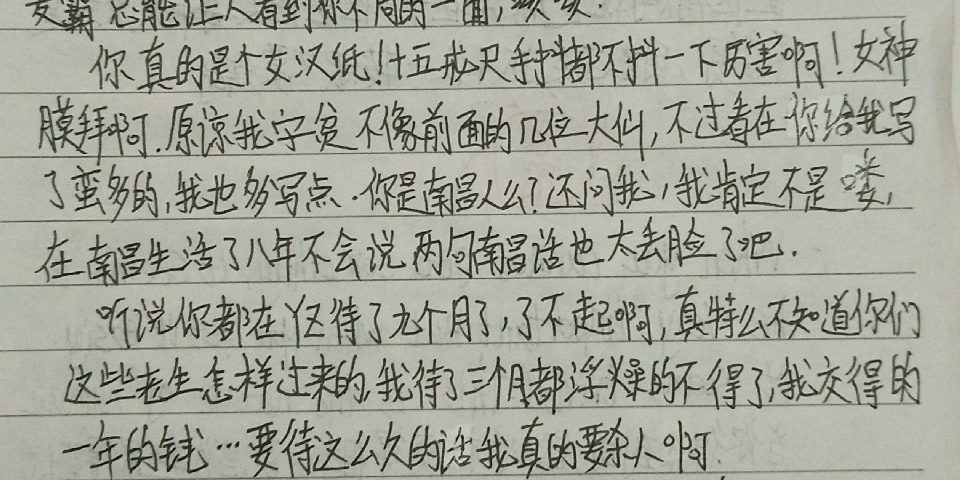 总能让人看到你不同的一面,
你真的是个女汉纸!十五戒尺手抖都不抖一下厉害啊!女神
膜拜啊.原谅我字贫不像前面的几位大仙,不过看在你给我写
了蛮多的,我也多写点.你是南昌人么?还问我,我肯定不是喽,
在南昌生活了八年不会说两句南昌话也太丢脸了吧.
听说你都在YZ待了九个月了,了不起啊,真特么不知道你们
这些老生怎样过来的,我待了三个月都浮燥的不得了,我交得的
一年的钱…要待这么久的话我真的要杀人啊.